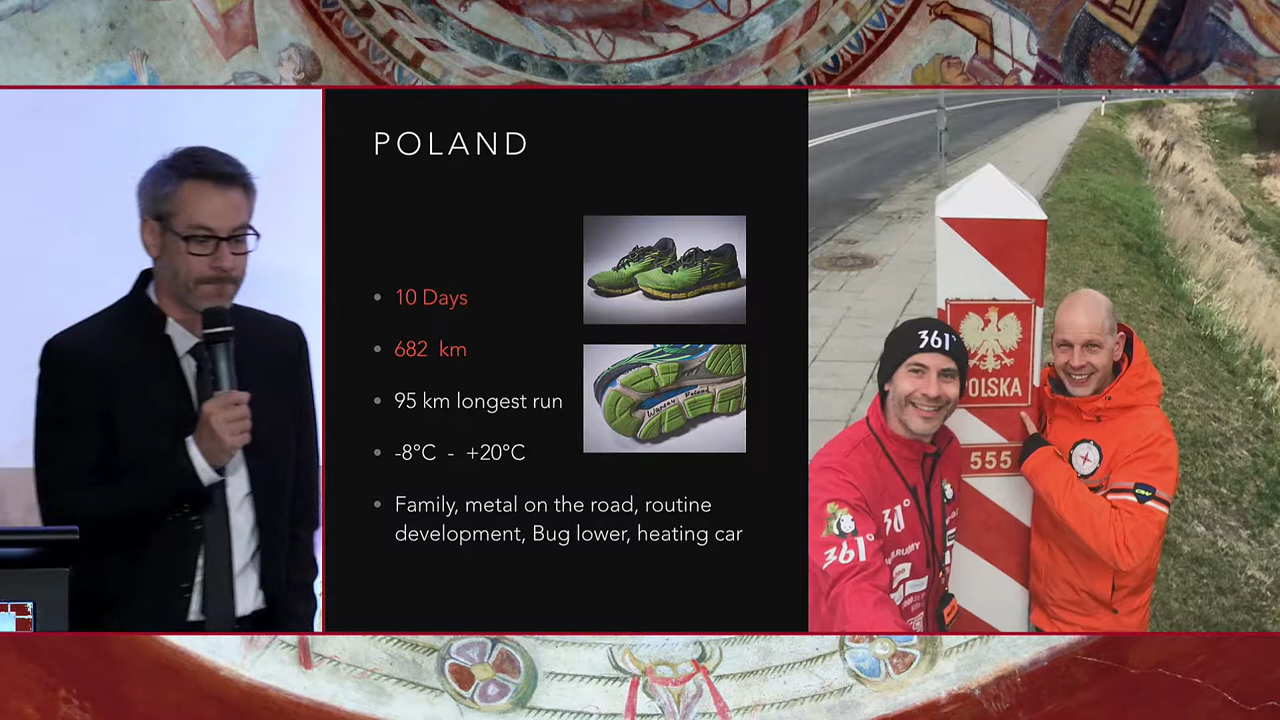 POLAND
10 Days
682 km
95 km longest run
-8°C - +20°C
Family, metal on the road, routine
development, Bug lower, heating car
361°
POLSKA
555
361°
361°